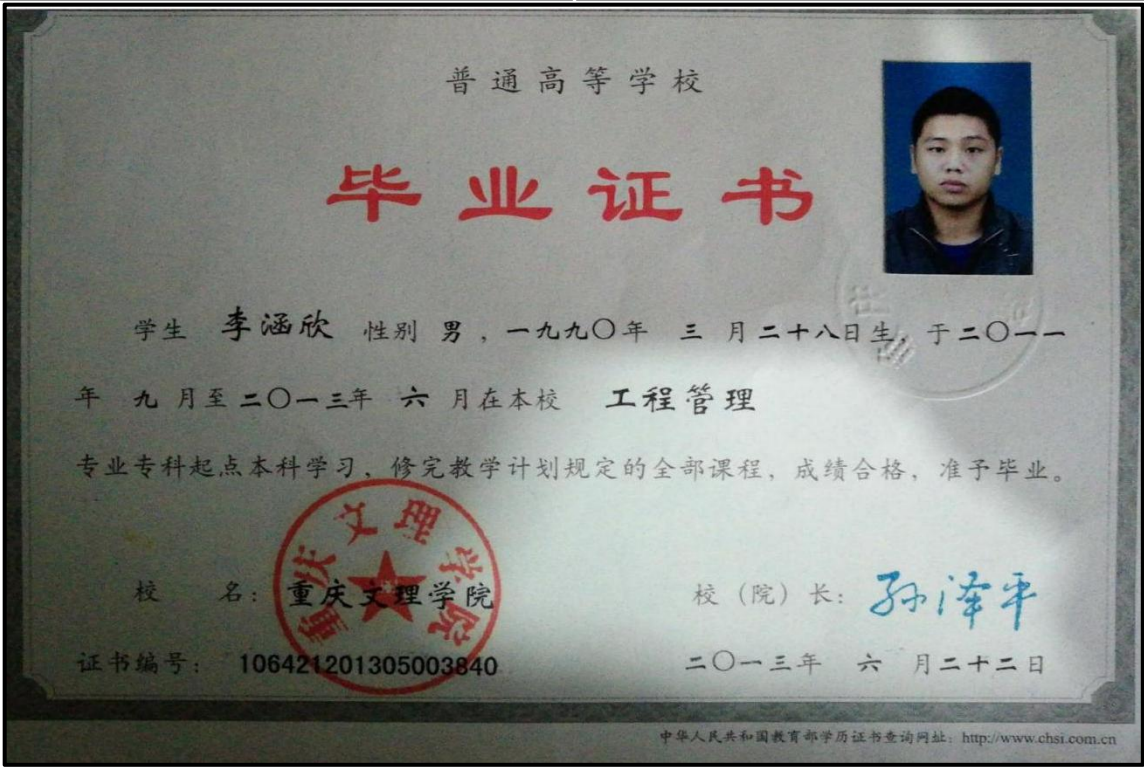 普通高等学校
毕业证书
学生 李涵欣 性别 男，一九九〇年 三 月二十八日生，于二〇一一
年 九 月至二〇一三年 六 月在本校 工程管理
专业专科起点本科学习，修完教学计划规定的全部课程，成绩合格，准予毕业。
重庆文理学院
校 名：重庆文理学院 校（院）长：孙泽平
证书编号：106421201305003840 二〇一三年 六 月二十二日
中华人民共和国教育部学历证书查询网址：http://www.chsi.com.cn